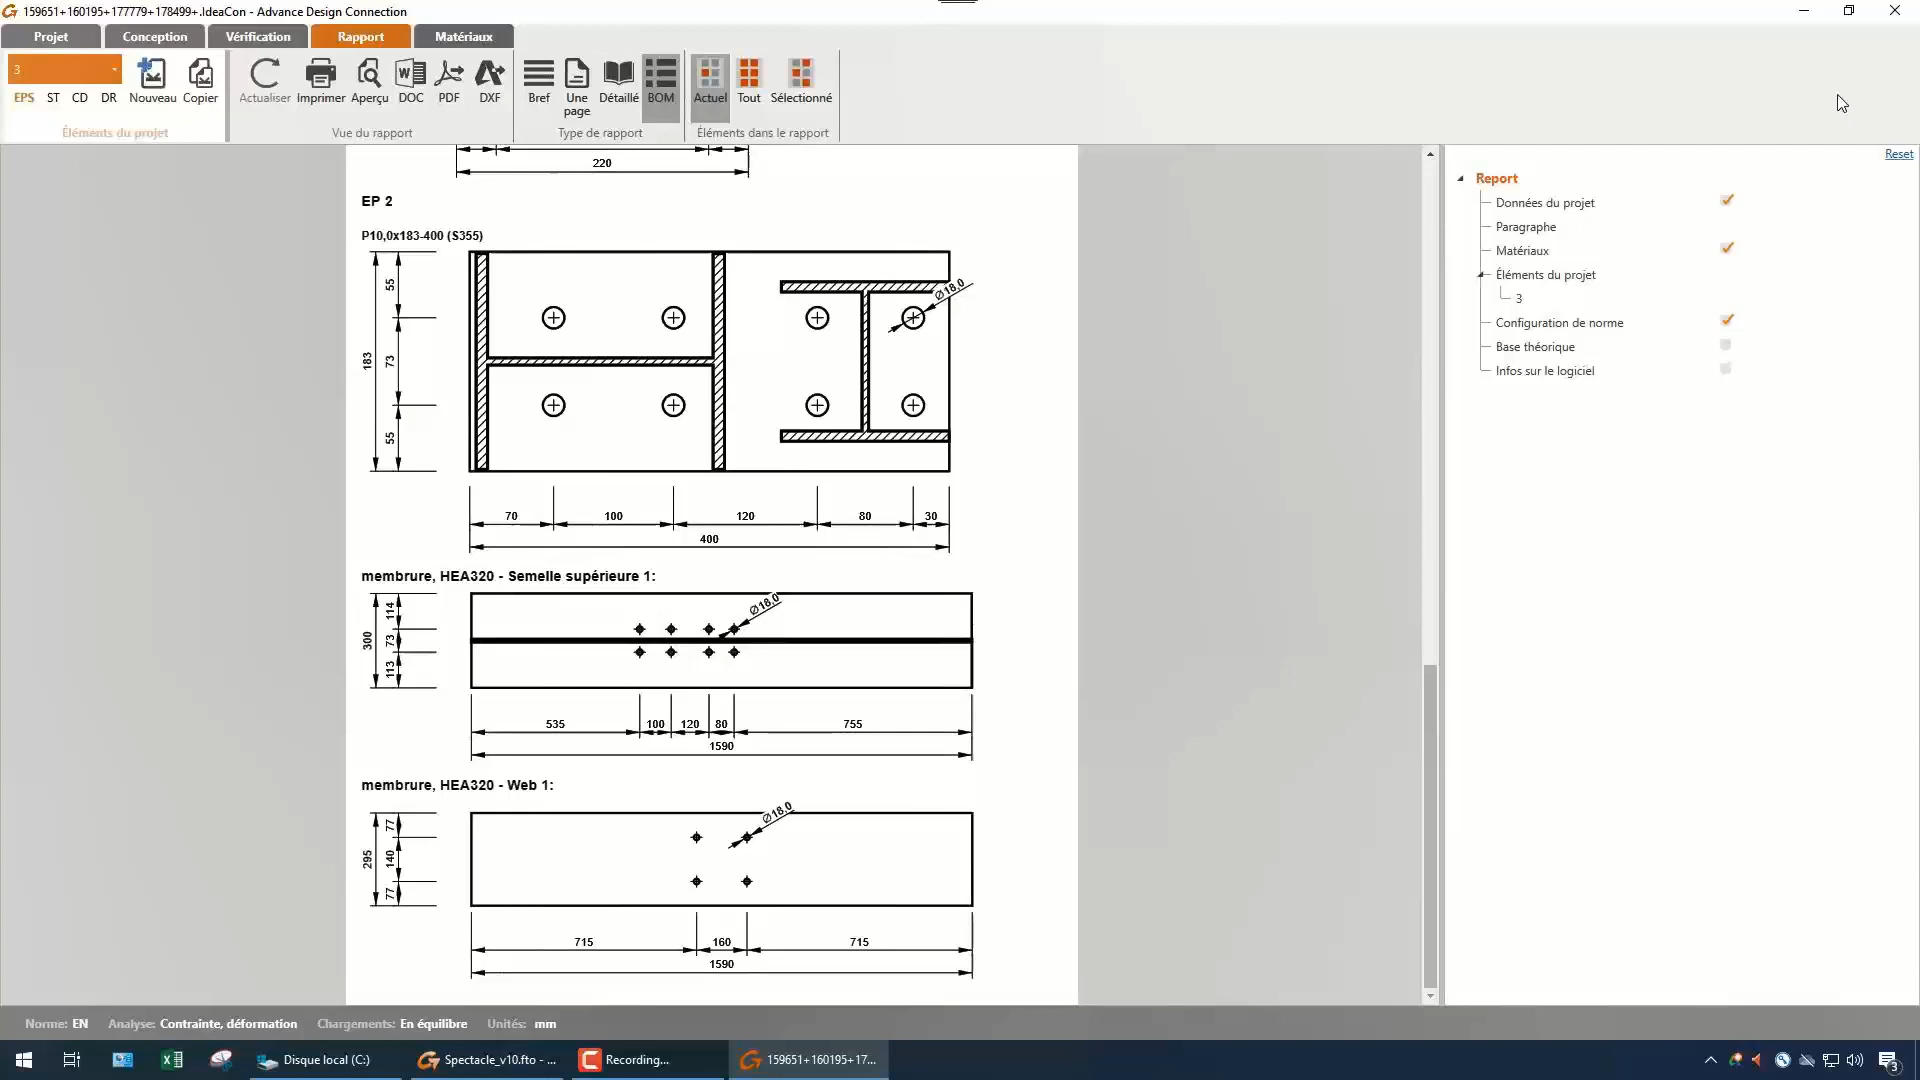 159651+160195+177779+178499+.IdeaCon - Advance Design Connection
Projet Conception Vérification Rapport Matériaux
3
EPS ST CD DR Nouveau Copier Actualiser Imprimer Aperçu DOC PDF DXF Bref Une page Détaillé BOM Actuel Tout Sélectionné
Éléments du projet Vue du rapport Type de rapport Éléments dans le rapport
Reset
Report
Données du projet
Paragraphe
Matériaux
Éléments du projet
3
Configuration de norme
Base théorique
Infos sur le logiciel
220
EP 2
P10,0x183-400 (S355)
183
55
73
55
∅18,0
70 100 120 80 30
400
membrure, HEA320 - Semelle supérieure 1:
300
114
73
113
∅18,0
535 100 120 80 755
1590
membrure, HEA320 - Web 1:
295
77
140
77
∅18,0
715 160 715
1590
Norme: EN Analyse: Contrainte, déformation Chargements: En équilibre Unités: mm
Disque local (C:) Spectacle_v10.fto - ... Recording... 159651+160195+17...
3